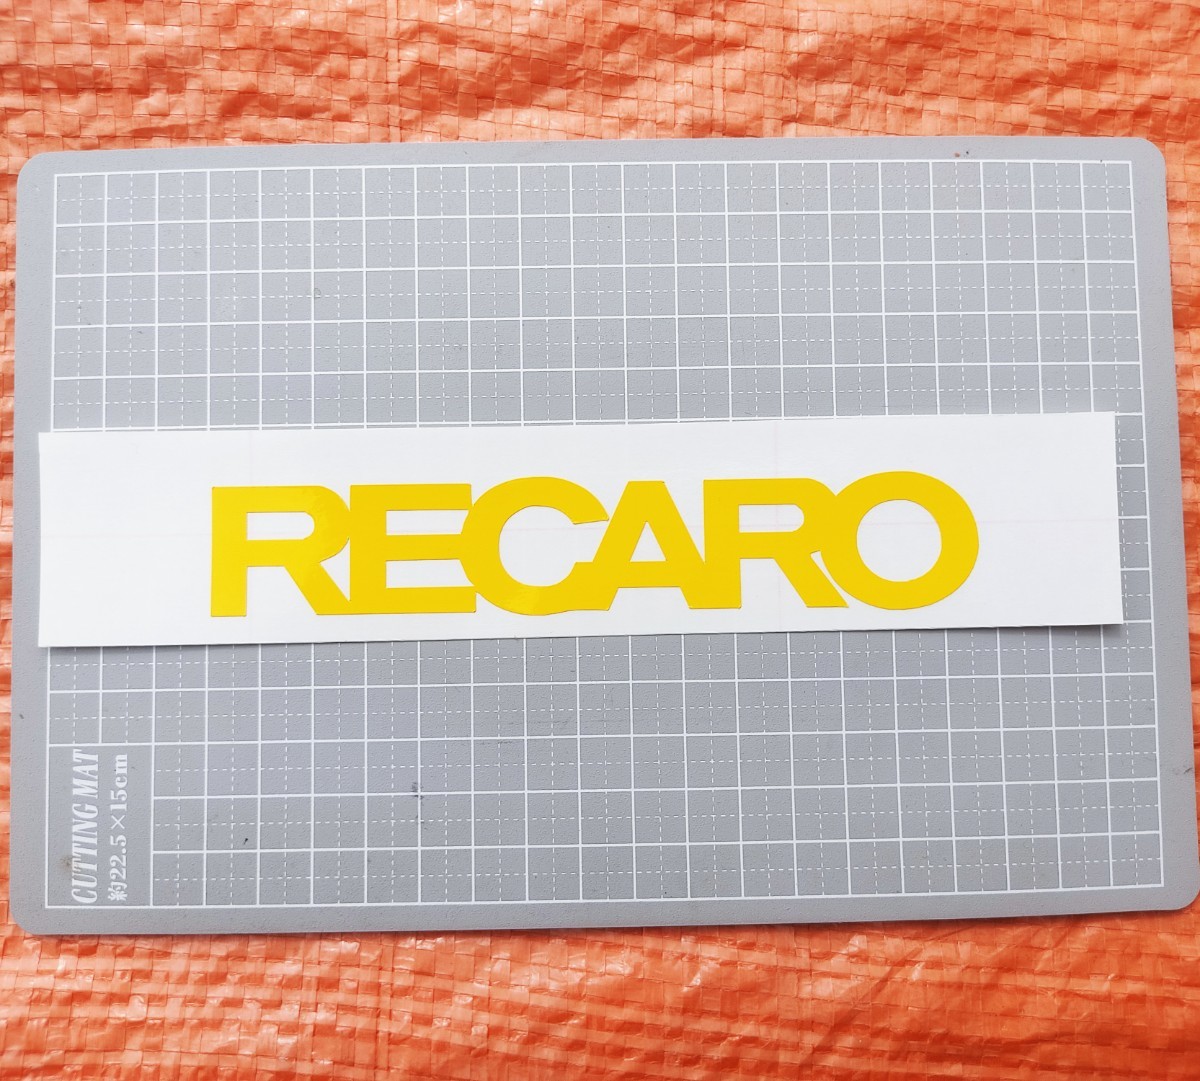 RECARO
CUTTING MAT
約22.5×15cm